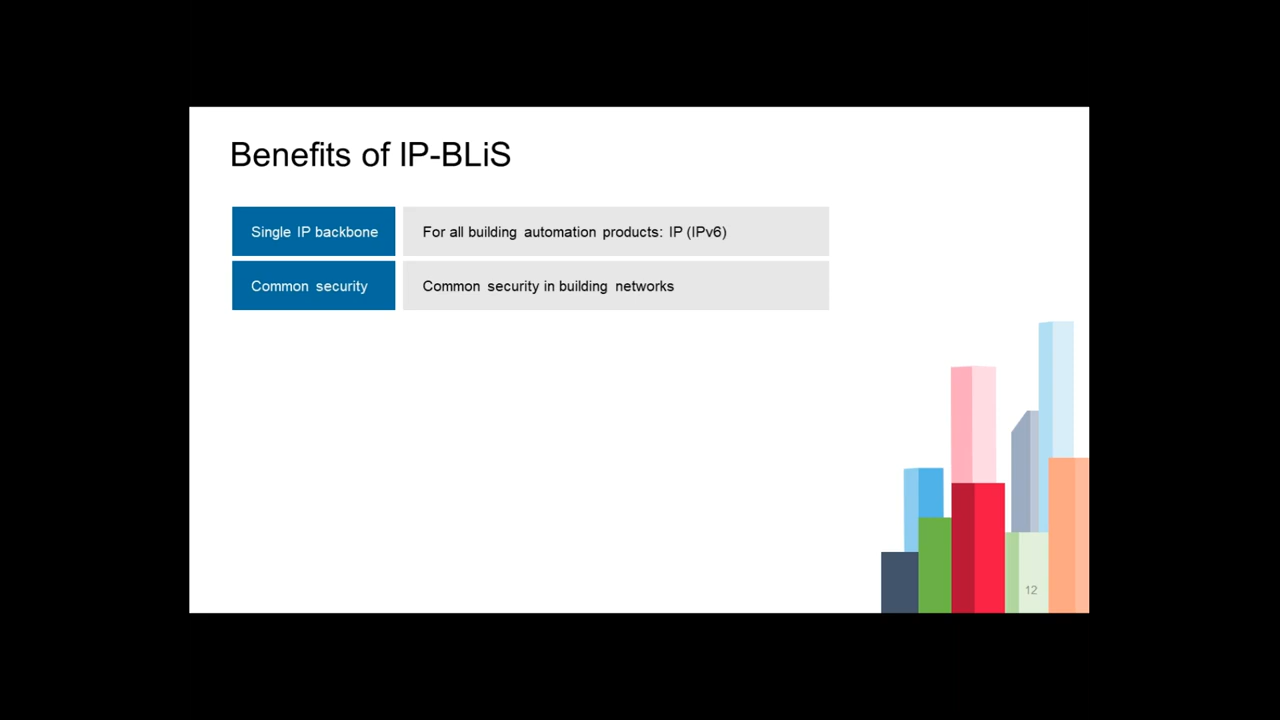 Benefits of IP-BLiS
Single IP backbone
For all building automation products: IP (IPv6)
Common security
Common security in building networks
12